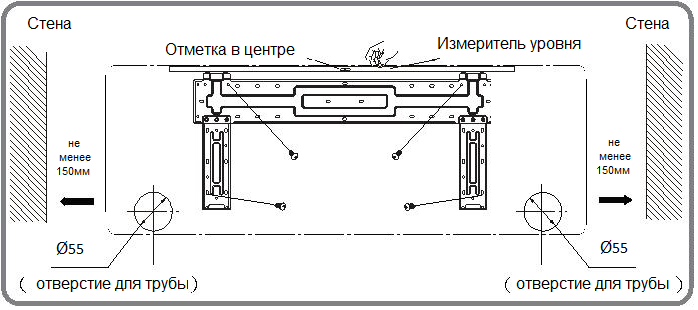 Стена
Стена
Отметка в центре
Измеритель уровня
не
менее
150мм
не
менее
150мм
Ø55
( отверстие для трубы )
Ø55
( отверстие для трубы )